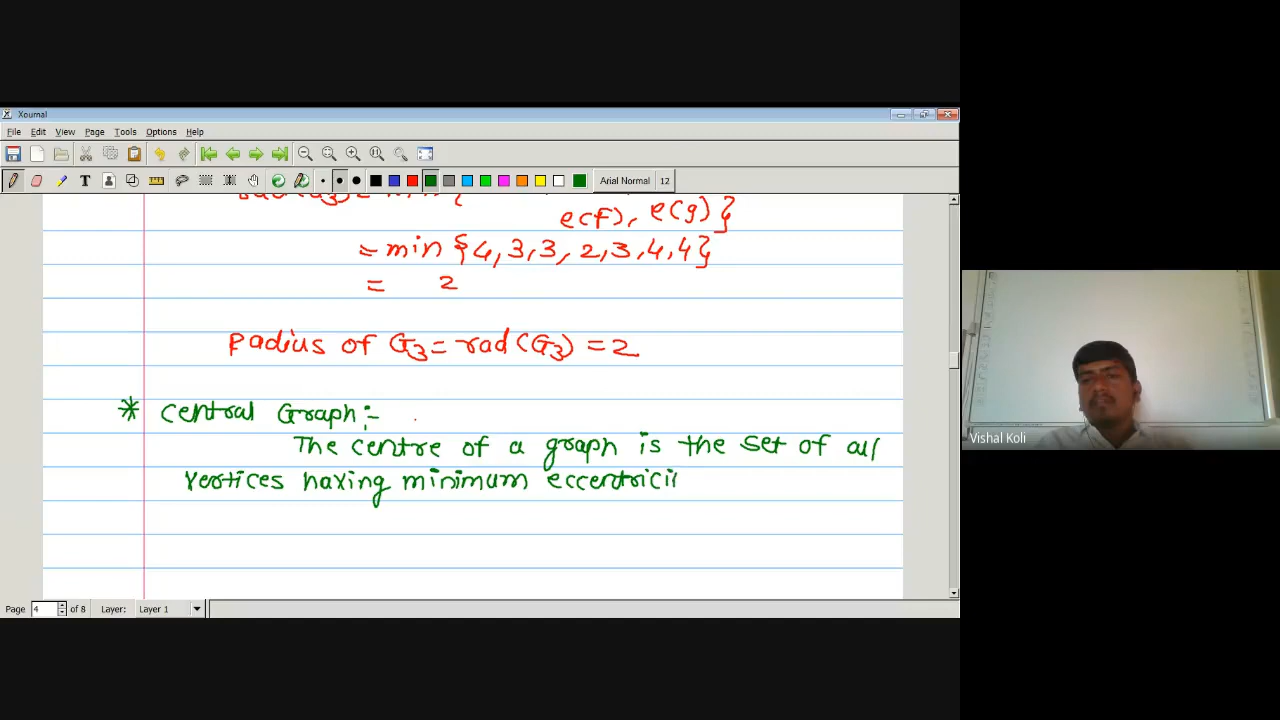 Xournal
File Edit View Page Tools Options Help
T
Arial Normal 12
e(f), e(g)}
= min {4, 3, 3, 2, 3, 4, 4}
= 2
Radius of G3 = rad(G3) = 2
* Central Graph :-
The centre of a graph is the set of all
vertices having minimum eccentrici
Page 4 of 8 Layer: Layer 1
Vishal Koli